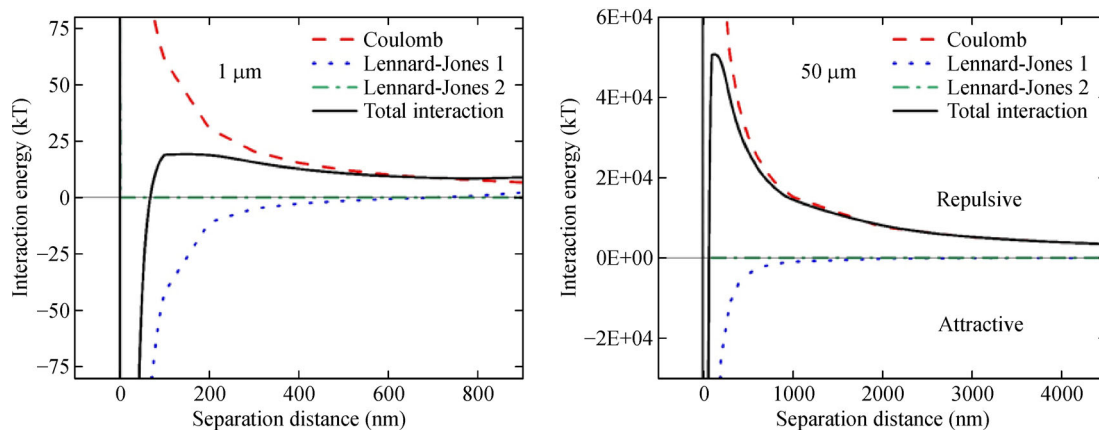 75
50
25
0
−25
−50
−75
Interaction energy (kT)
Coulomb
Lennard-Jones 1
1 μm
Lennard-Jones 2
Total interaction
0
200
400
600
800
Separation distance (nm)
6E+04
4E+04
2E+04
0E+00
−2E+04
Interaction energy (kT)
Coulomb
Lennard-Jones 1
50 μm
Lennard-Jones 2
Total interaction
Repulsive
Attractive
0
1000
2000
3000
4000
Separation distance (nm)